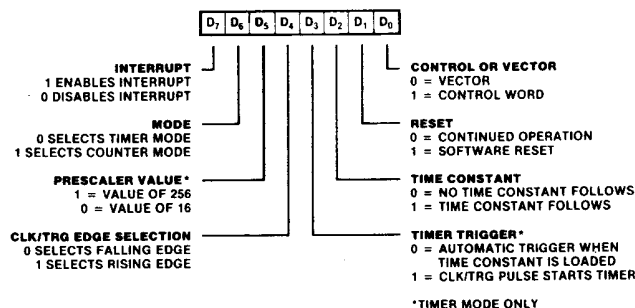 D7 D6 D5 D4 D3 D2 D1 D0
INTERRUPT
1 ENABLES INTERRUPT
0 DISABLES INTERRUPT
MODE
0 SELECTS TIMER MODE
1 SELECTS COUNTER MODE
PRESCALER VALUE*
1 = VALUE OF 256
0 = VALUE OF 16
CLK/TRG EDGE SELECTION
0 SELECTS FALLING EDGE
1 SELECTS RISING EDGE
CONTROL OR VECTOR
0 = VECTOR
1 = CONTROL WORD
RESET
0 = CONTINUED OPERATION
1 = SOFTWARE RESET
TIME CONSTANT
0 = NO TIME CONSTANT FOLLOWS
1 = TIME CONSTANT FOLLOWS
TIMER TRIGGER*
0 = AUTOMATIC TRIGGER WHEN
TIME CONSTANT IS LOADED
1 = CLK/TRG PULSE STARTS TIMER
*TIMER MODE ONLY